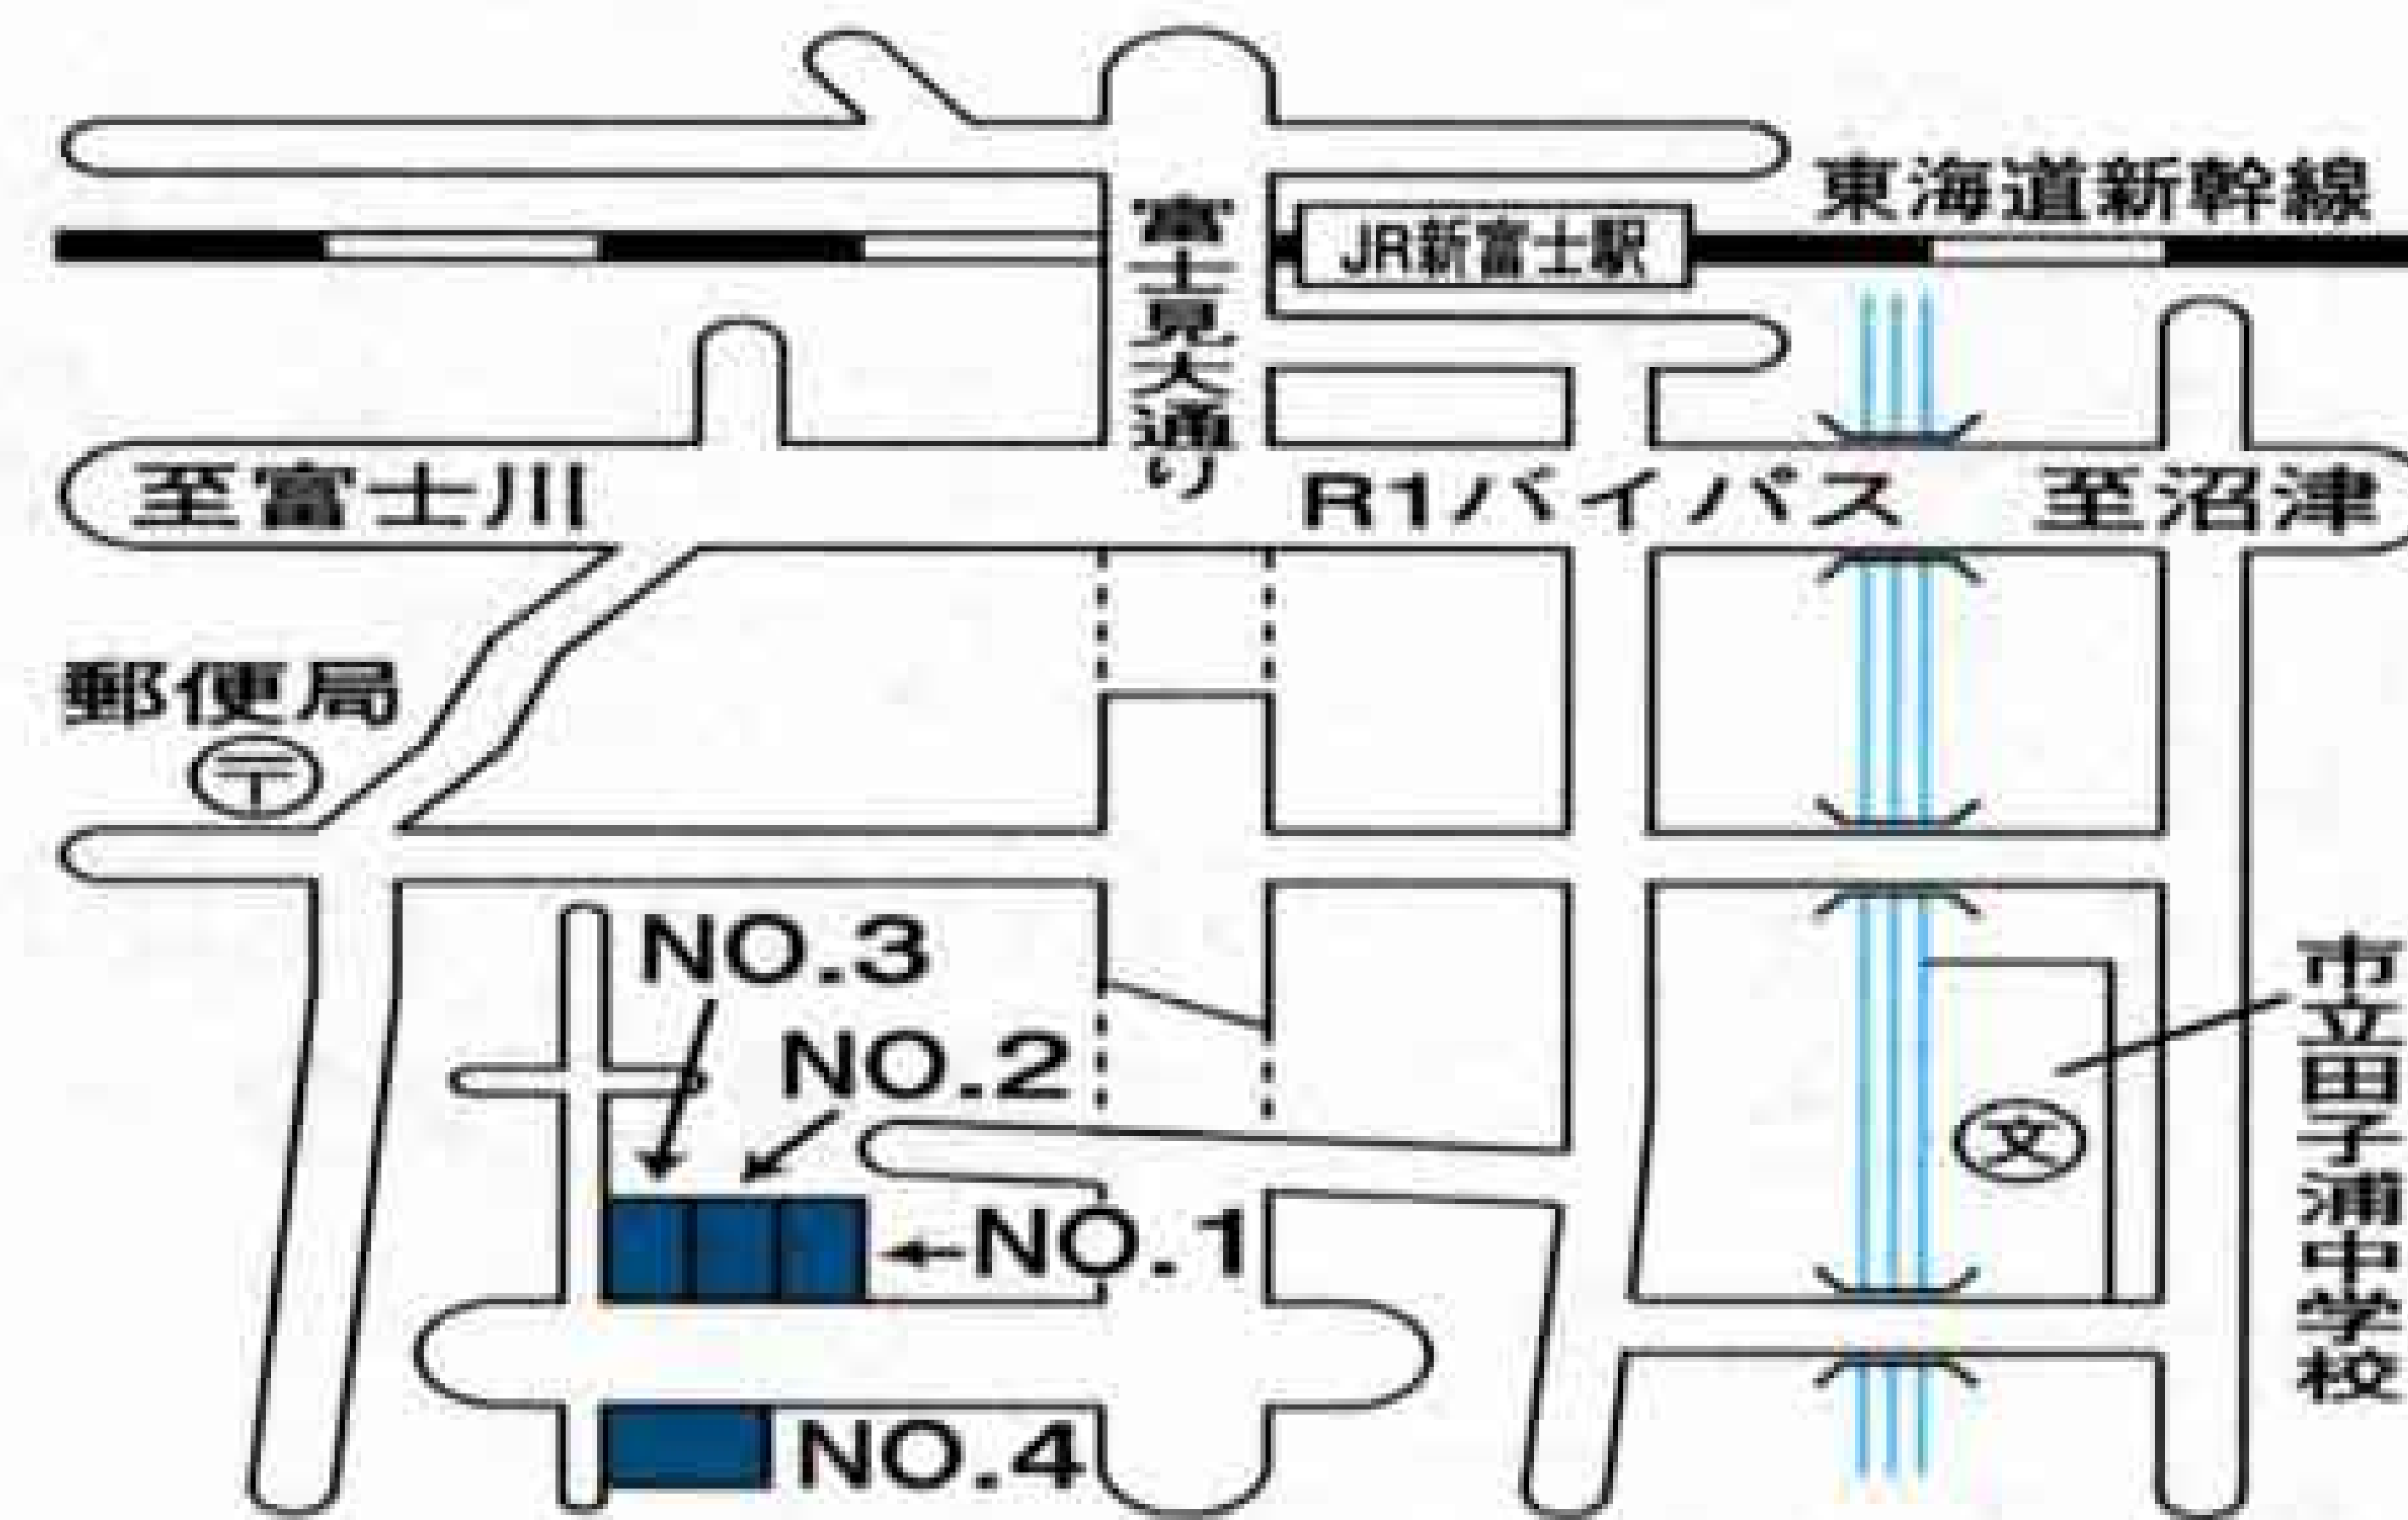 東海道新幹線
富士見大通り
JR新富士駅
至富士川
R1バイパス
至沼津
郵便局
〒
NO.3
NO.2
NO.1
NO.4
市立田子浦中学校
文